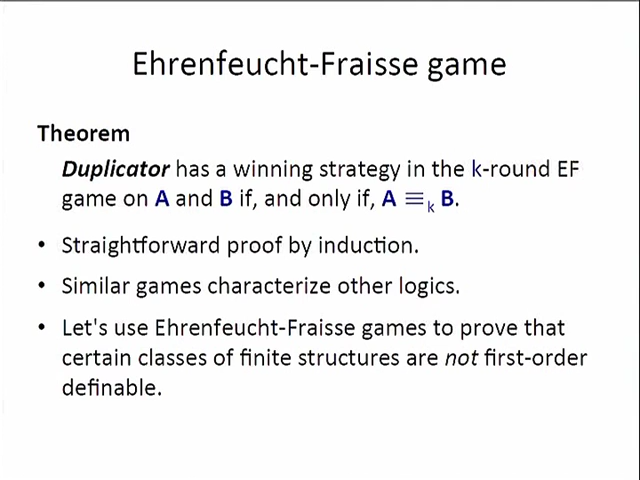 Ehrenfeucht-Fraisse game
Theorem
Duplicator has a winning strategy in the k-round EF
game on A and B if, and only if, A ≡ₖ B.
• Straightforward proof by induction.
• Similar games characterize other logics.
• Let's use Ehrenfeucht-Fraisse games to prove that
certain classes of finite structures are not first-order
definable.